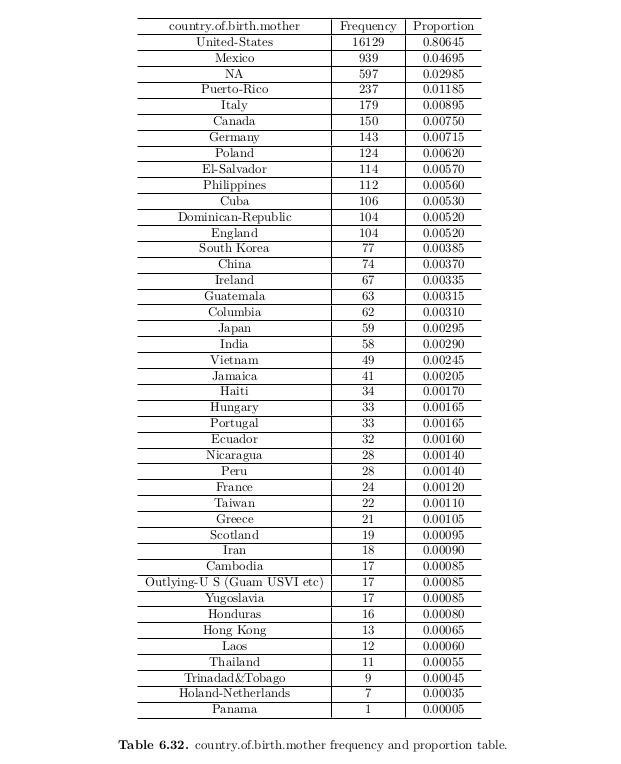 country.of.birth.mother Frequency Proportion
United-States 16129 0.80645
Mexico 939 0.04695
NA 597 0.02985
Puerto-Rico 237 0.01185
Italy 179 0.00895
Canada 150 0.00750
Germany 143 0.00715
Poland 124 0.00620
El-Salvador 114 0.00570
Philippines 112 0.00560
Cuba 106 0.00530
Dominican-Republic 104 0.00520
England 104 0.00520
South Korea 77 0.00385
China 74 0.00370
Ireland 67 0.00335
Guatemala 63 0.00315
Columbia 62 0.00310
Japan 59 0.00295
India 58 0.00290
Vietnam 49 0.00245
Jamaica 41 0.00205
Haiti 34 0.00170
Hungary 33 0.00165
Portugal 33 0.00165
Ecuador 32 0.00160
Nicaragua 28 0.00140
Peru 28 0.00140
France 24 0.00120
Taiwan 22 0.00110
Greece 21 0.00105
Scotland 19 0.00095
Iran 18 0.00090
Cambodia 17 0.00085
Outlying-U S (Guam USVI etc) 17 0.00085
Yugoslavia 17 0.00085
Honduras 16 0.00080
Hong Kong 13 0.00065
Laos 12 0.00060
Thailand 11 0.00055
Trinadad&Tobago 9 0.00045
Holand-Netherlands 7 0.00035
Panama 1 0.00005
Table 6.32. country.of.birth.mother frequency and proportion table.